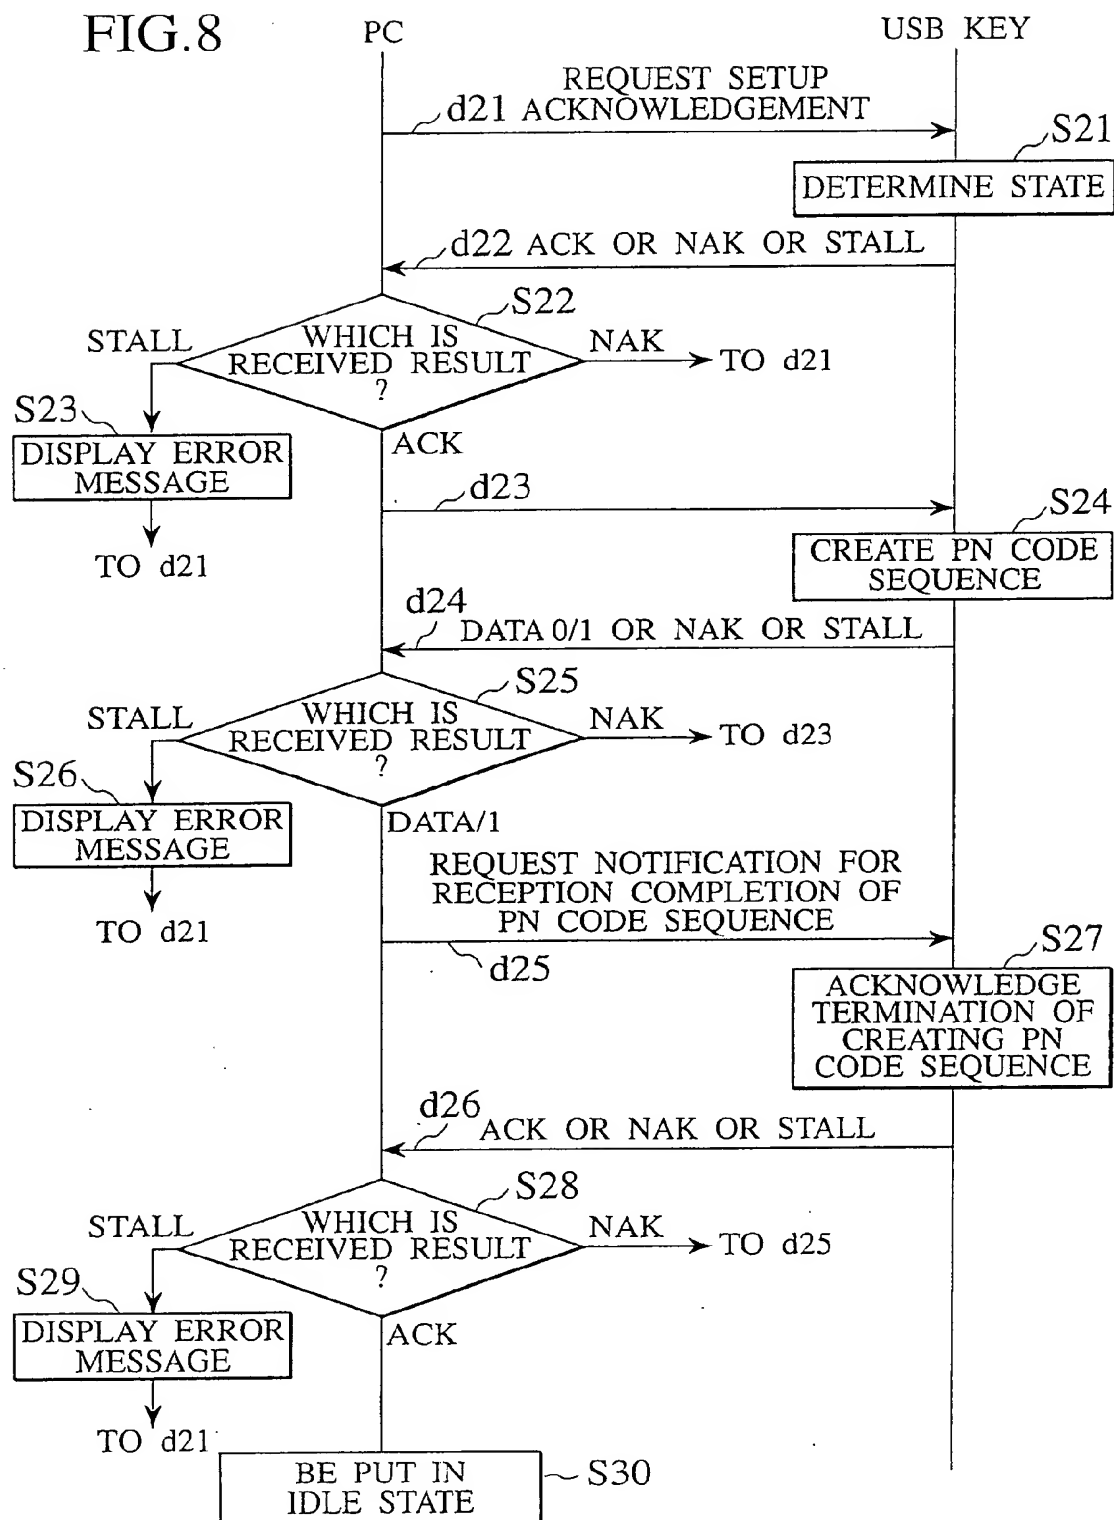 FIG.8
PC
USB KEY
REQUEST SETUP
d21 ACKNOWLEDGEMENT
S21
DETERMINE STATE
d22 ACK OR NAK OR STALL
S22
STALL
WHICH IS
RECEIVED RESULT
?
NAK
TO d21
S23
DISPLAY ERROR
MESSAGE
TO d21
ACK
d23
S24
CREATE PN CODE
SEQUENCE
d24
DATA 0/1 OR NAK OR STALL
S25
STALL
WHICH IS
RECEIVED RESULT
?
NAK
TO d23
S26
DISPLAY ERROR
MESSAGE
TO d21
DATA/1
REQUEST NOTIFICATION FOR
RECEPTION COMPLETION OF
PN CODE SEQUENCE
d25
S27
ACKNOWLEDGE
TERMINATION OF
CREATING PN
CODE SEQUENCE
d26
ACK OR NAK OR STALL
S28
STALL
WHICH IS
RECEIVED RESULT
?
NAK
TO d25
S29
DISPLAY ERROR
MESSAGE
TO d21
ACK
BE PUT IN
IDLE STATE
S30